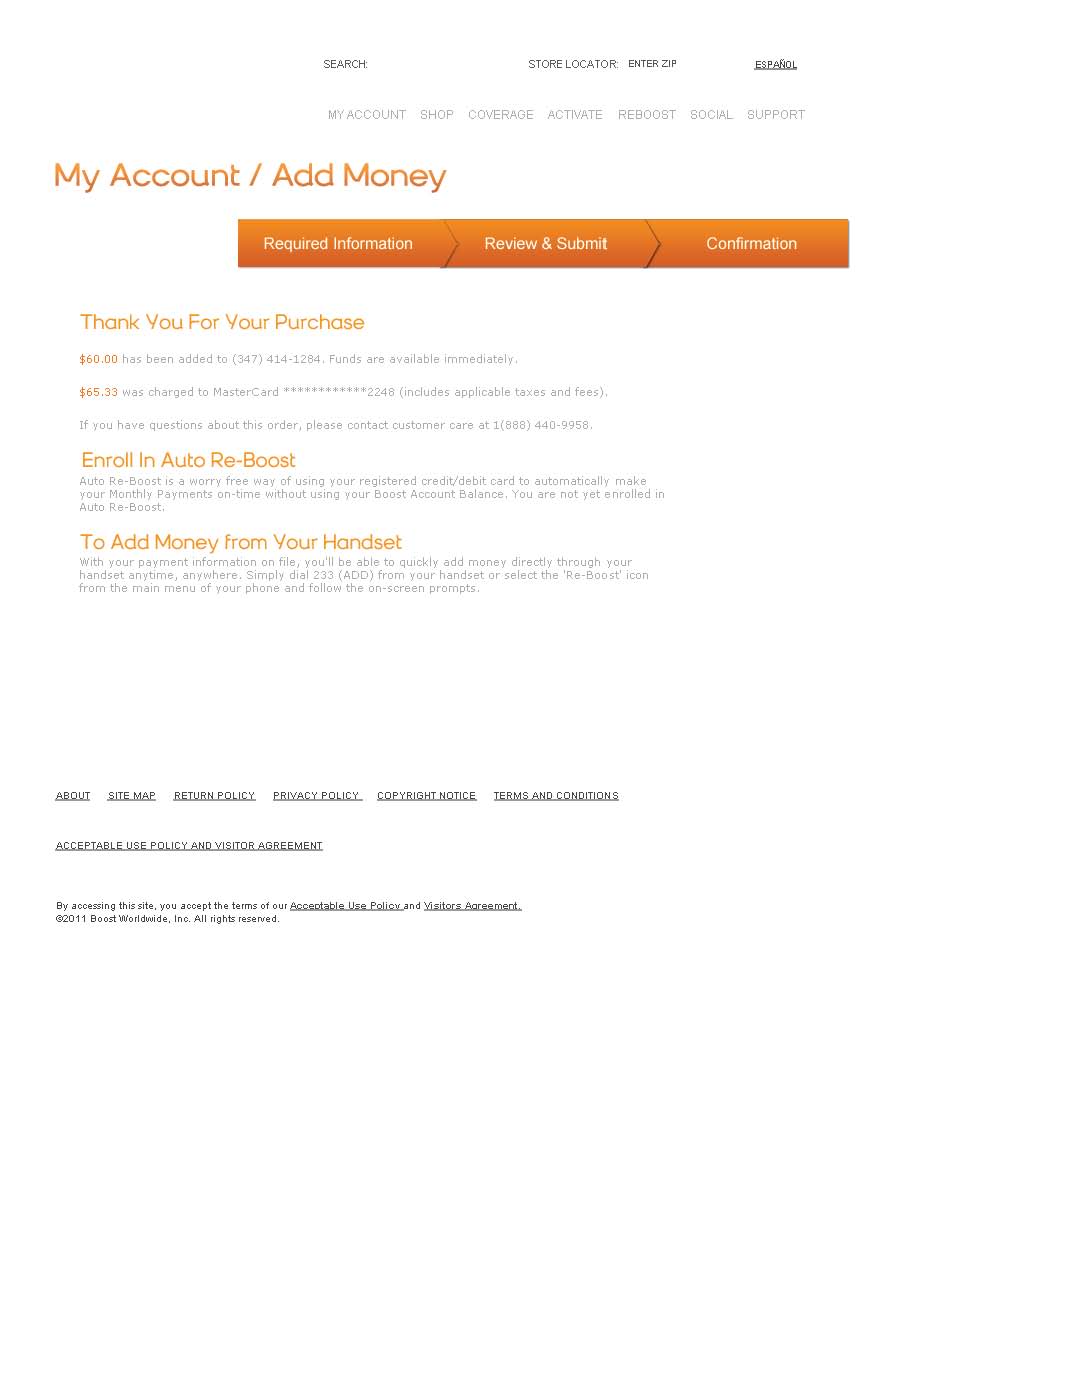 SEARCH: STORE LOCATOR: ENTER ZIP ESPAÑOL
MY ACCOUNT SHOP COVERAGE ACTIVATE REBOOST SOCIAL SUPPORT
My Account / Add Money
Required Information Review & Submit Confirmation
Thank You For Your Purchase
$60.00 has been added to (347) 414-1284. Funds are available immediately.
$65.33 was charged to MasterCard ************2248 (includes applicable taxes and fees).
If you have questions about this order, please contact customer care at 1(888) 440-9958.
Enroll In Auto Re-Boost
Auto Re-Boost is a worry free way of using your registered credit/debit card to automatically make
your Monthly Payments on-time without using your Boost Account Balance. You are not yet enrolled in
Auto Re-Boost.
To Add Money from Your Handset
With your payment information on file, you'll be able to quickly add money directly through your
handset anytime, anywhere. Simply dial 233 (ADD) from your handset or select the 'Re-Boost' icon
from the main menu of your phone and follow the on-screen prompts.
ABOUT SITE MAP RETURN POLICY PRIVACY POLICY COPYRIGHT NOTICE TERMS AND CONDITIONS
ACCEPTABLE USE POLICY AND VISITOR AGREEMENT
By accessing this site, you accept the terms of our Acceptable Use Policy and Visitors Agreement.
©2011 Boost Worldwide, Inc. All rights reserved.